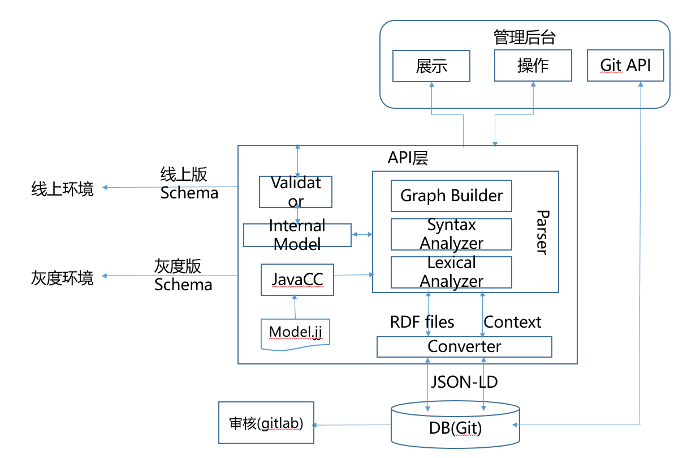 管理后台
展示
操作
Git API
API层
线上环境
线上版
Schema
灰度环境
灰度版
Schema
Validat
or
Internal
Model
JavaCC
Model.jj
Graph Builder
Syntax
Analyzer
Lexical
Analyzer
Parser
RDF files
Context
Converter
JSON-LD
DB(Git)
审核(gitlab)